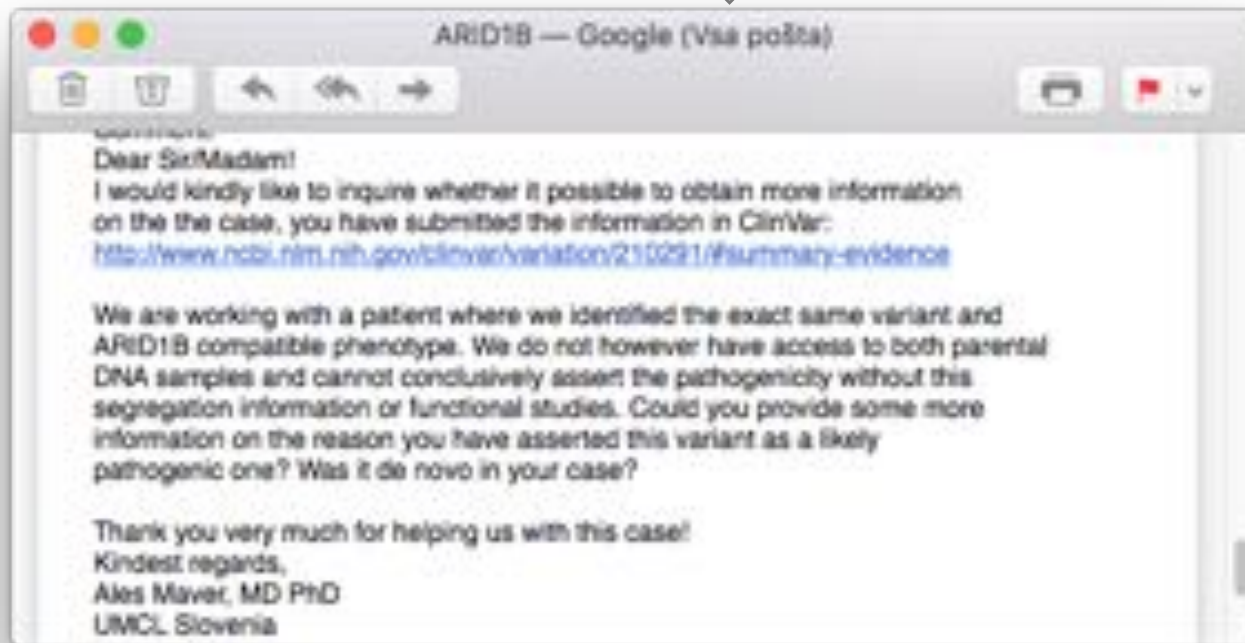 ARID1B — Google (Vsa pošta)
Dear Sir/Madam!
I would kindly like to inquire whether it possible to obtain more information
on the the case, you have submitted the information in ClinVar:
http://www.ncbi.nlm.nih.gov/clinvar/variation/210291/#summary-evidence
We are working with a patient where we identified the exact same variant and
ARID1B compatible phenotype. We do not however have access to both parental
DNA samples and cannot conclusively assert the pathogenicity without this
segregation information or functional studies. Could you provide some more
information on the reason you have asserted this variant as a likely
pathogenic one? Was it de novo in your case?
Thank you very much for helping us with this case!
Kindest regards,
Ales Maver, MD PhD
UMCL Slovenia